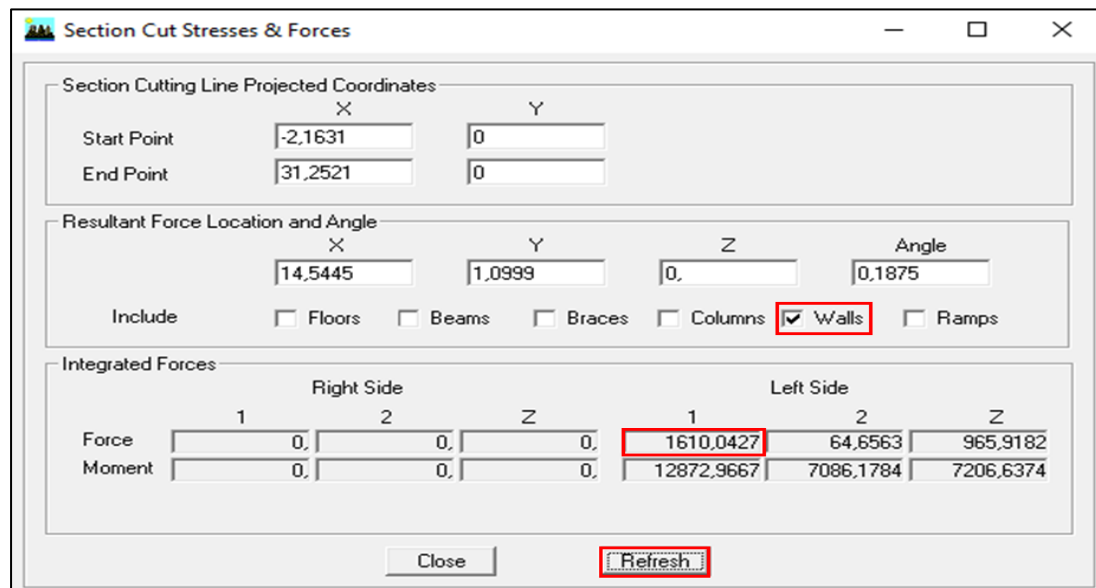 Section Cut Stresses & Forces
Section Cutting Line Projected Coordinates
X Y
Start Point -2,1631 0
End Point 31,2521 0
Resultant Force Location and Angle
X Y Z Angle
14,5445 1,0999 0, 0,1875
Include Floors Beams Braces Columns Walls Ramps
Integrated Forces
Right Side Left Side
1 2 Z 1 2 Z
Force 0, 0, 0, 1610,0427 64,6563 965,9182
Moment 0, 0, 0, 12872,9667 7086,1784 7206,6374
Close Refresh